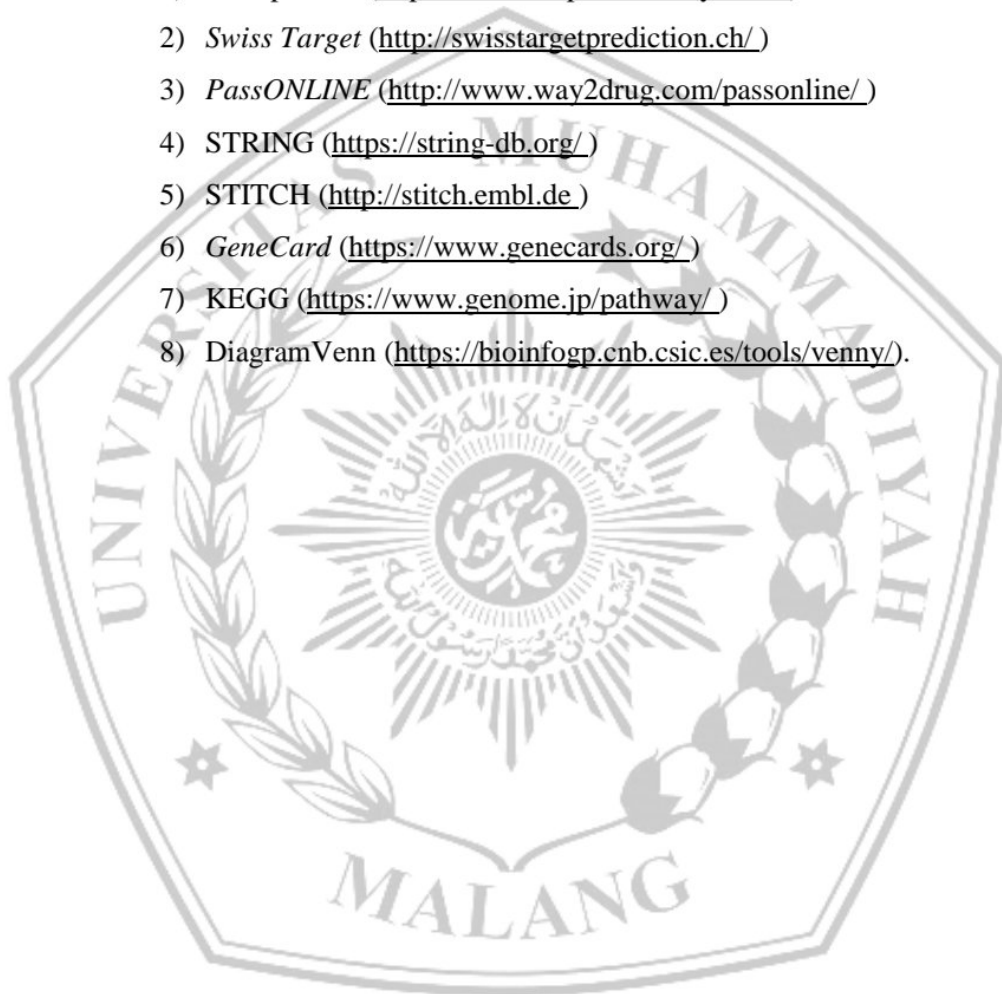 2) Swiss Target (http://swisstargetprediction.ch/ )
3) PassONLINE (http://www.way2drug.com/passonline/ )
4) STRING (https://string-db.org/ )
5) STITCH (http://stitch.embl.de )
6) GeneCard (https://www.genecards.org/ )
7) KEGG (https://www.genome.jp/pathway/ )
8) DiagramVenn (https://bioinfogp.cnb.csic.es/tools/venny/).
UNIVERSITAS MUHAMMADIYAH
MALANG